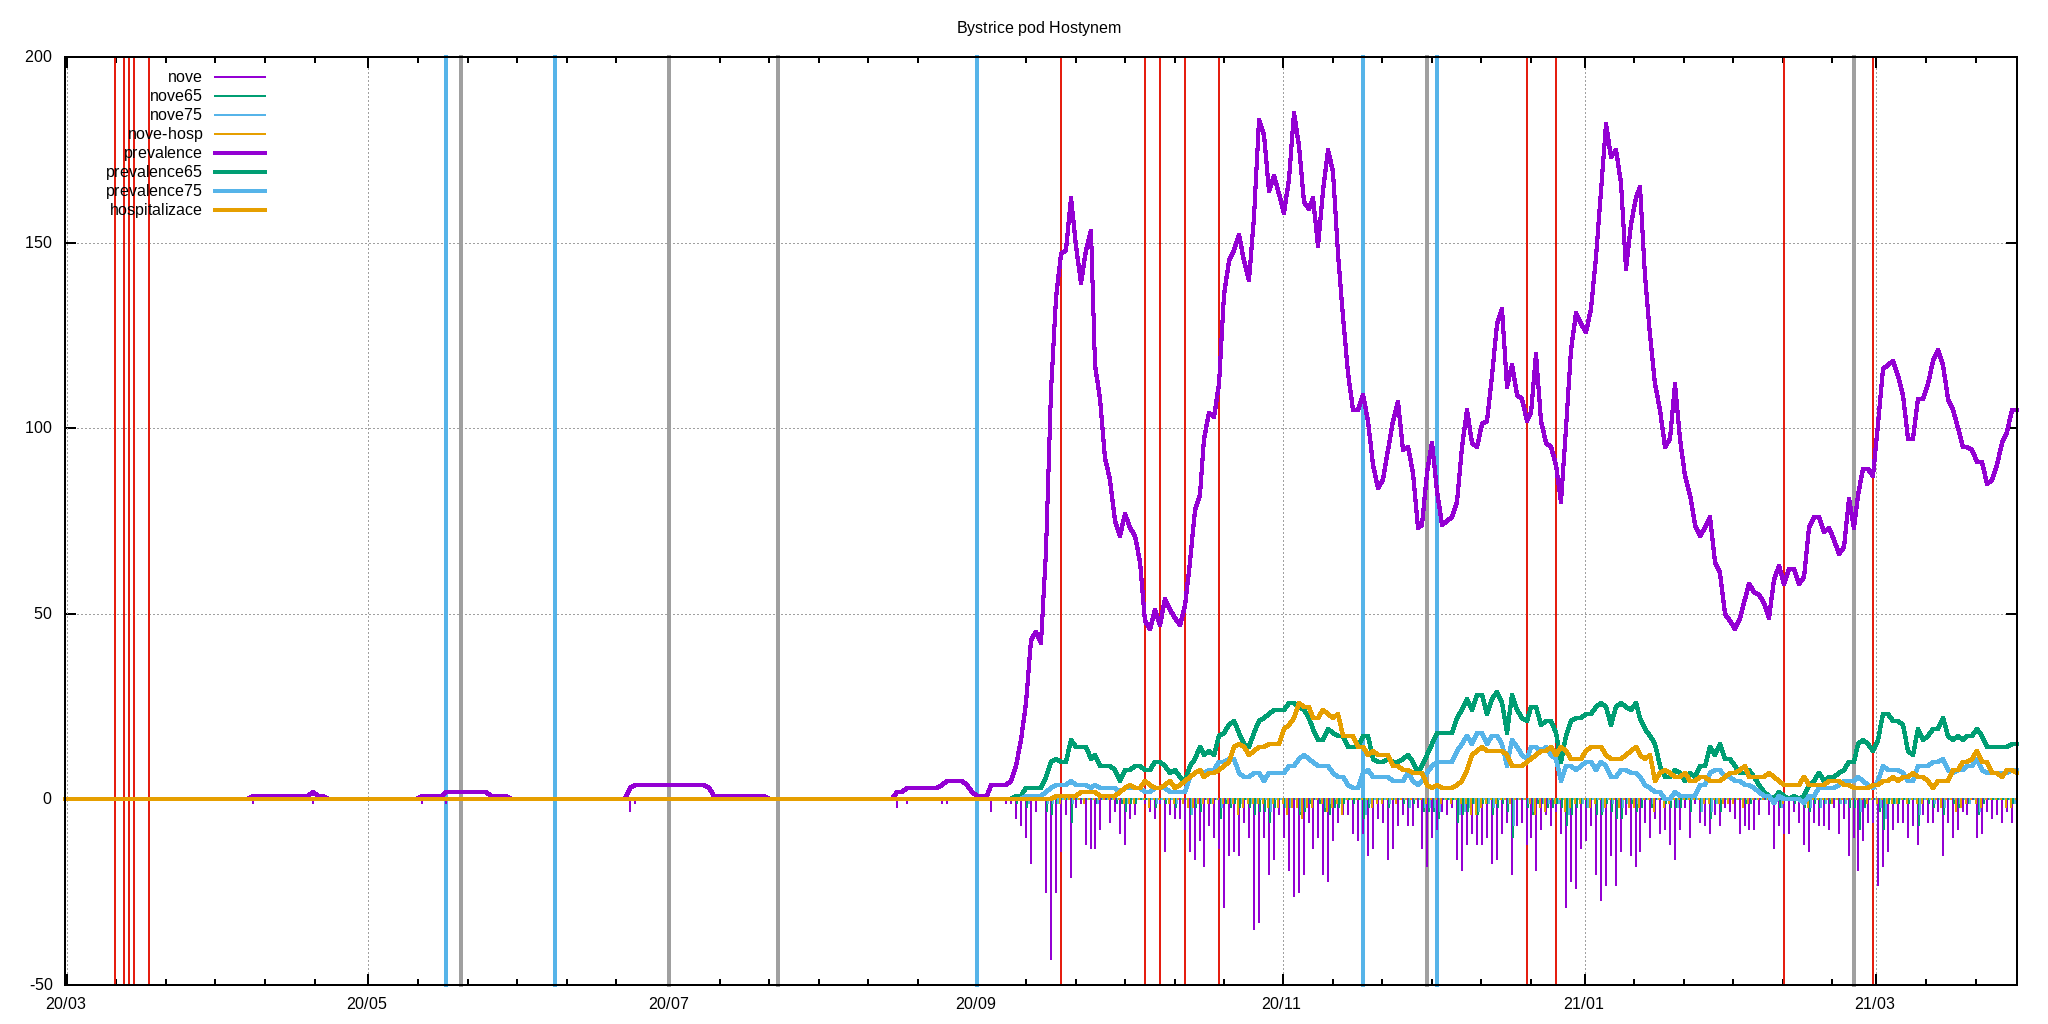 Bystrice pod Hostynem
200
150
100
50
0
-50
nove
nove65
nove75
nove-hosp
prevalence
prevalence65
prevalence75
hospitalizace
20/03
20/05
20/07
20/09
20/11
21/01
21/03